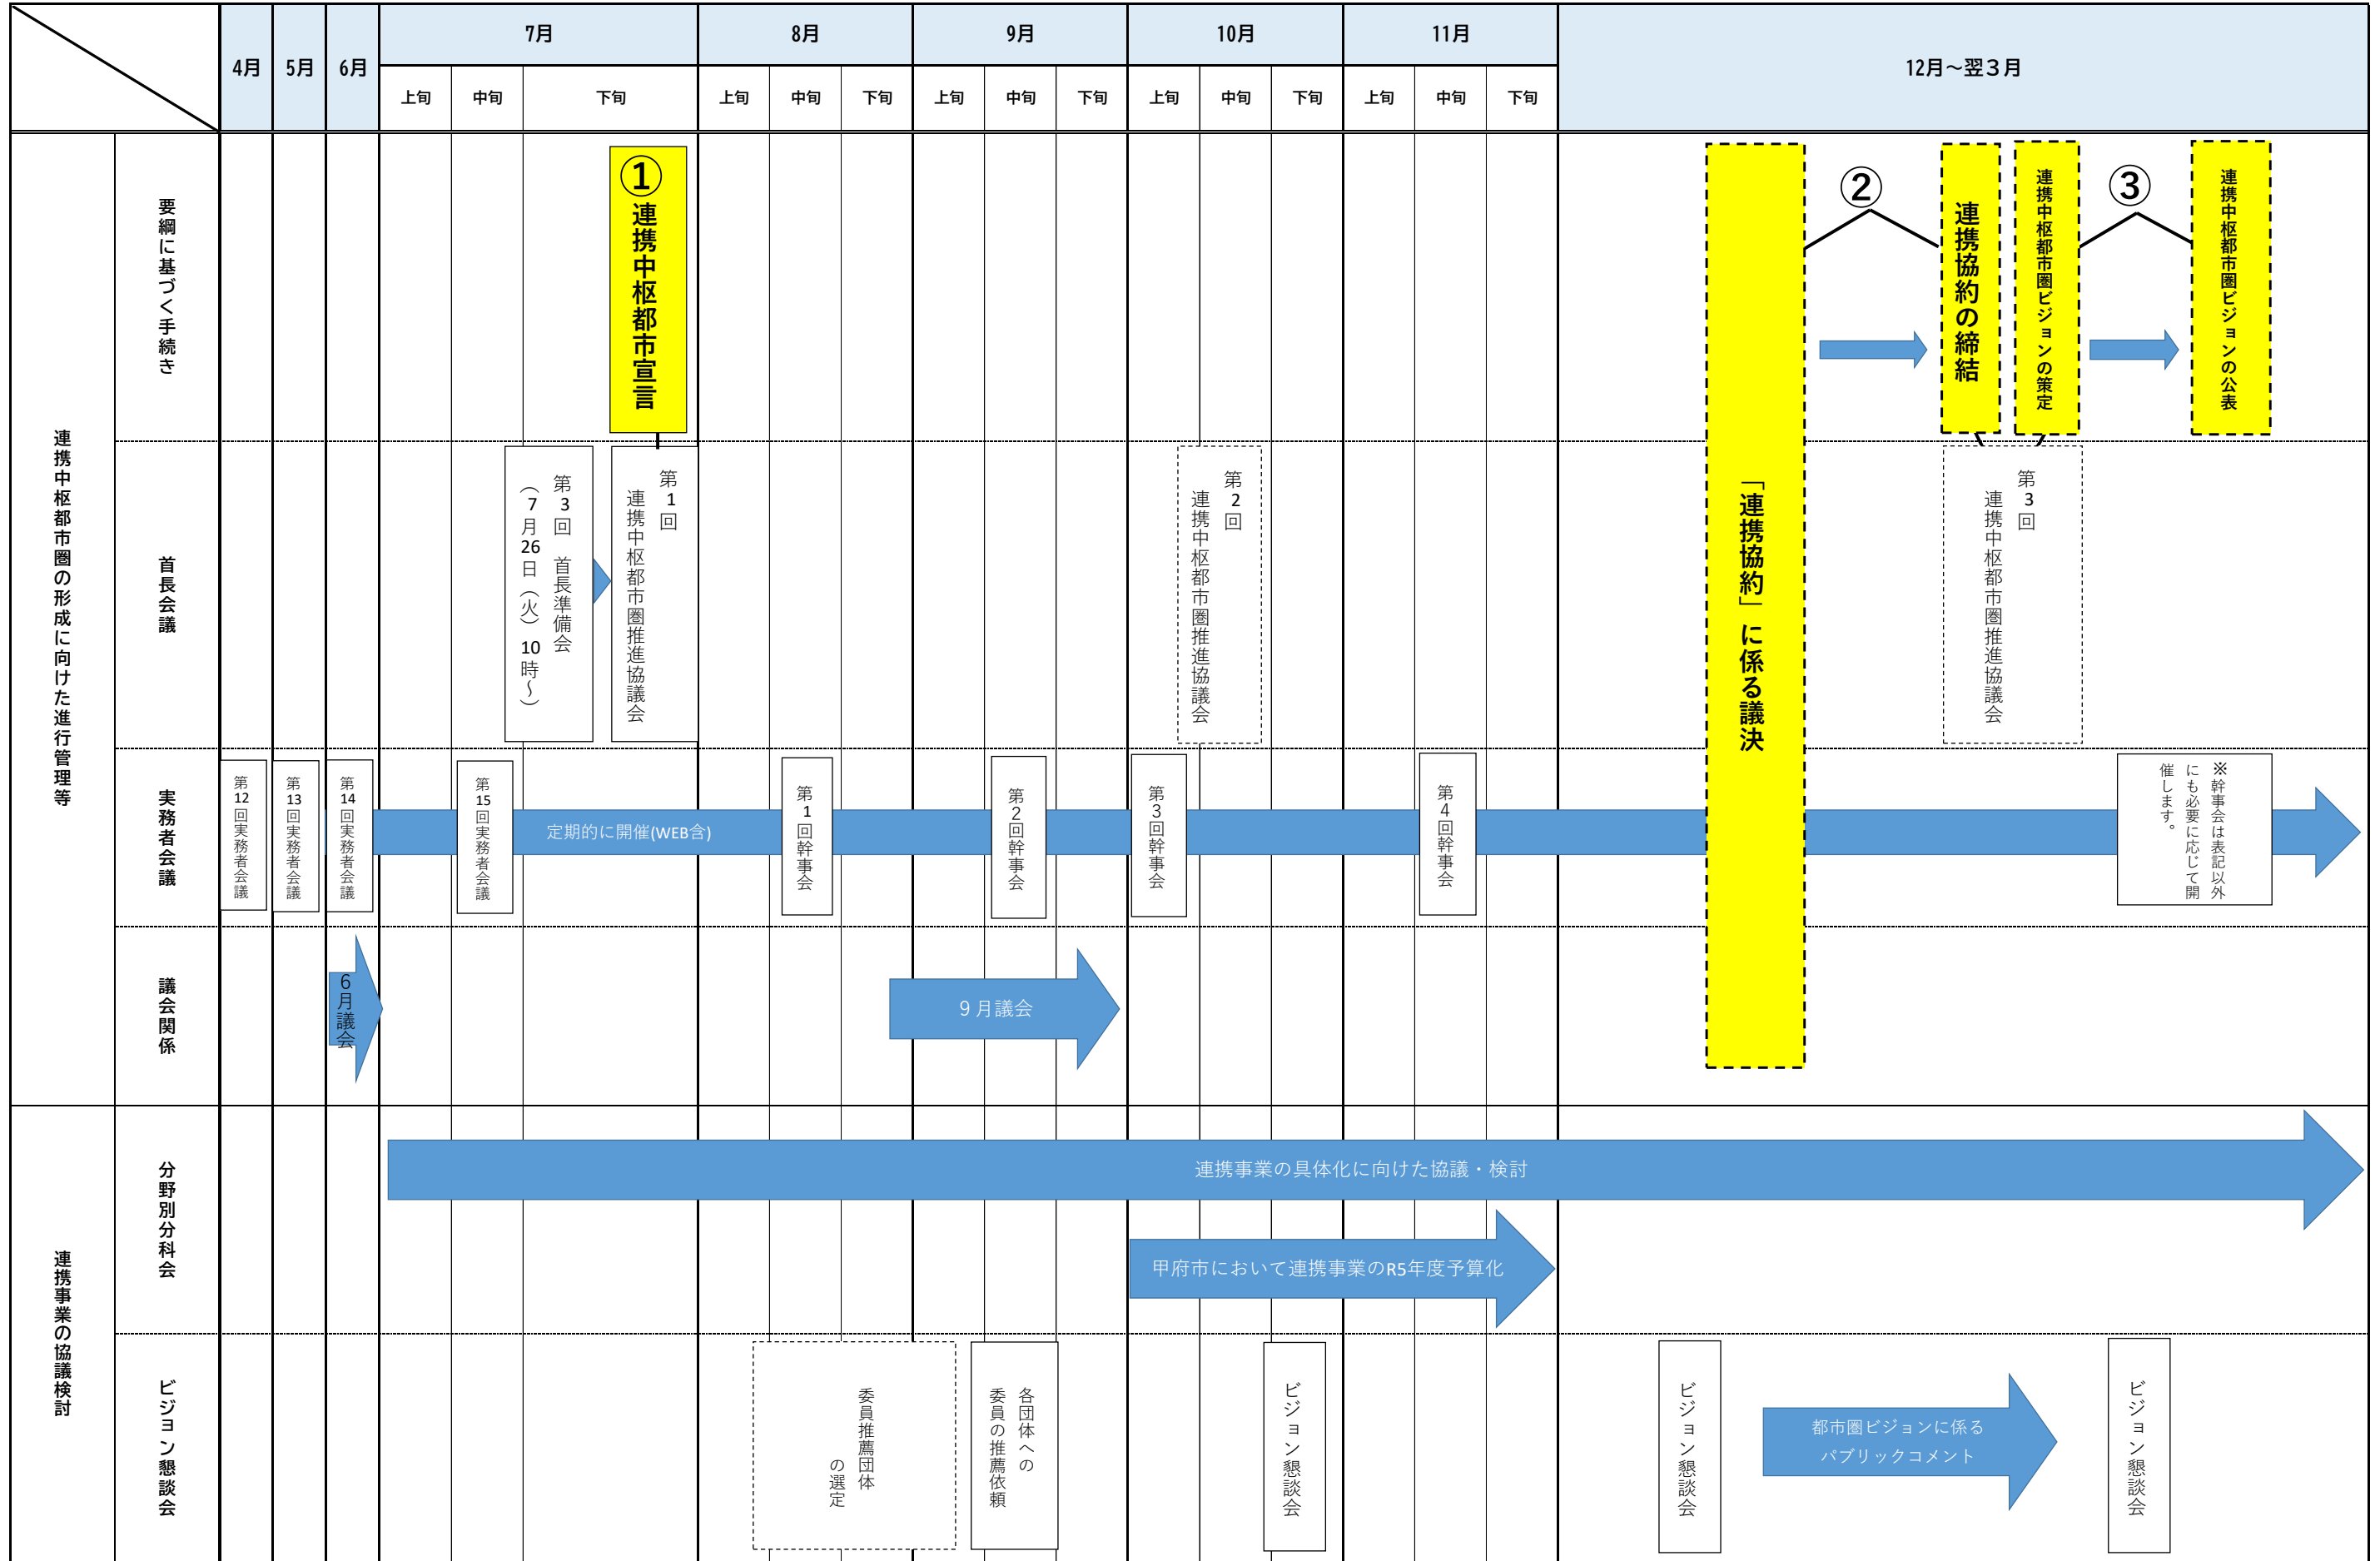 4月
5月
6月
7月
8月
9月
10月
11月
12月～翌３月
上旬
中旬
下旬
上旬
中旬
下旬
上旬
中旬
下旬
上旬
中旬
下旬
上旬
中旬
下旬
連携中枢都市圏の形成に向けた進行管理等
要綱に基づく手続き
①連携中枢都市宣言
「連携協約」に係る議決
②
連携協約の締結
連携中枢都市圏ビジョンの策定
③
連携中枢都市圏ビジョンの公表
首長会議
第3回　首長準備会
（7月26日（火）10時～）
第1回
連携中枢都市圏推進協議会
第2回
連携中枢都市圏推進協議会
第3回
連携中枢都市圏推進協議会
実務者会議
第12回実務者会議
第13回実務者会議
第14回実務者会議
第15回実務者会議
定期的に開催(WEB含)
第1回幹事会
第2回幹事会
第3回幹事会
第4回幹事会
※幹事会は表記以外
にも必要に応じて開
催します。
議会関係
6月議会
９月議会
連携事業の協議検討
分野別分科会
連携事業の具体化に向けた協議・検討
甲府市において連携事業のR5年度予算化
ビジョン懇談会
委員推薦団体
の選定
各団体への
委員の推薦依頼
ビジョン懇談会
ビジョン懇談会
都市圏ビジョンに係る
パブリックコメント
ビジョン懇談会